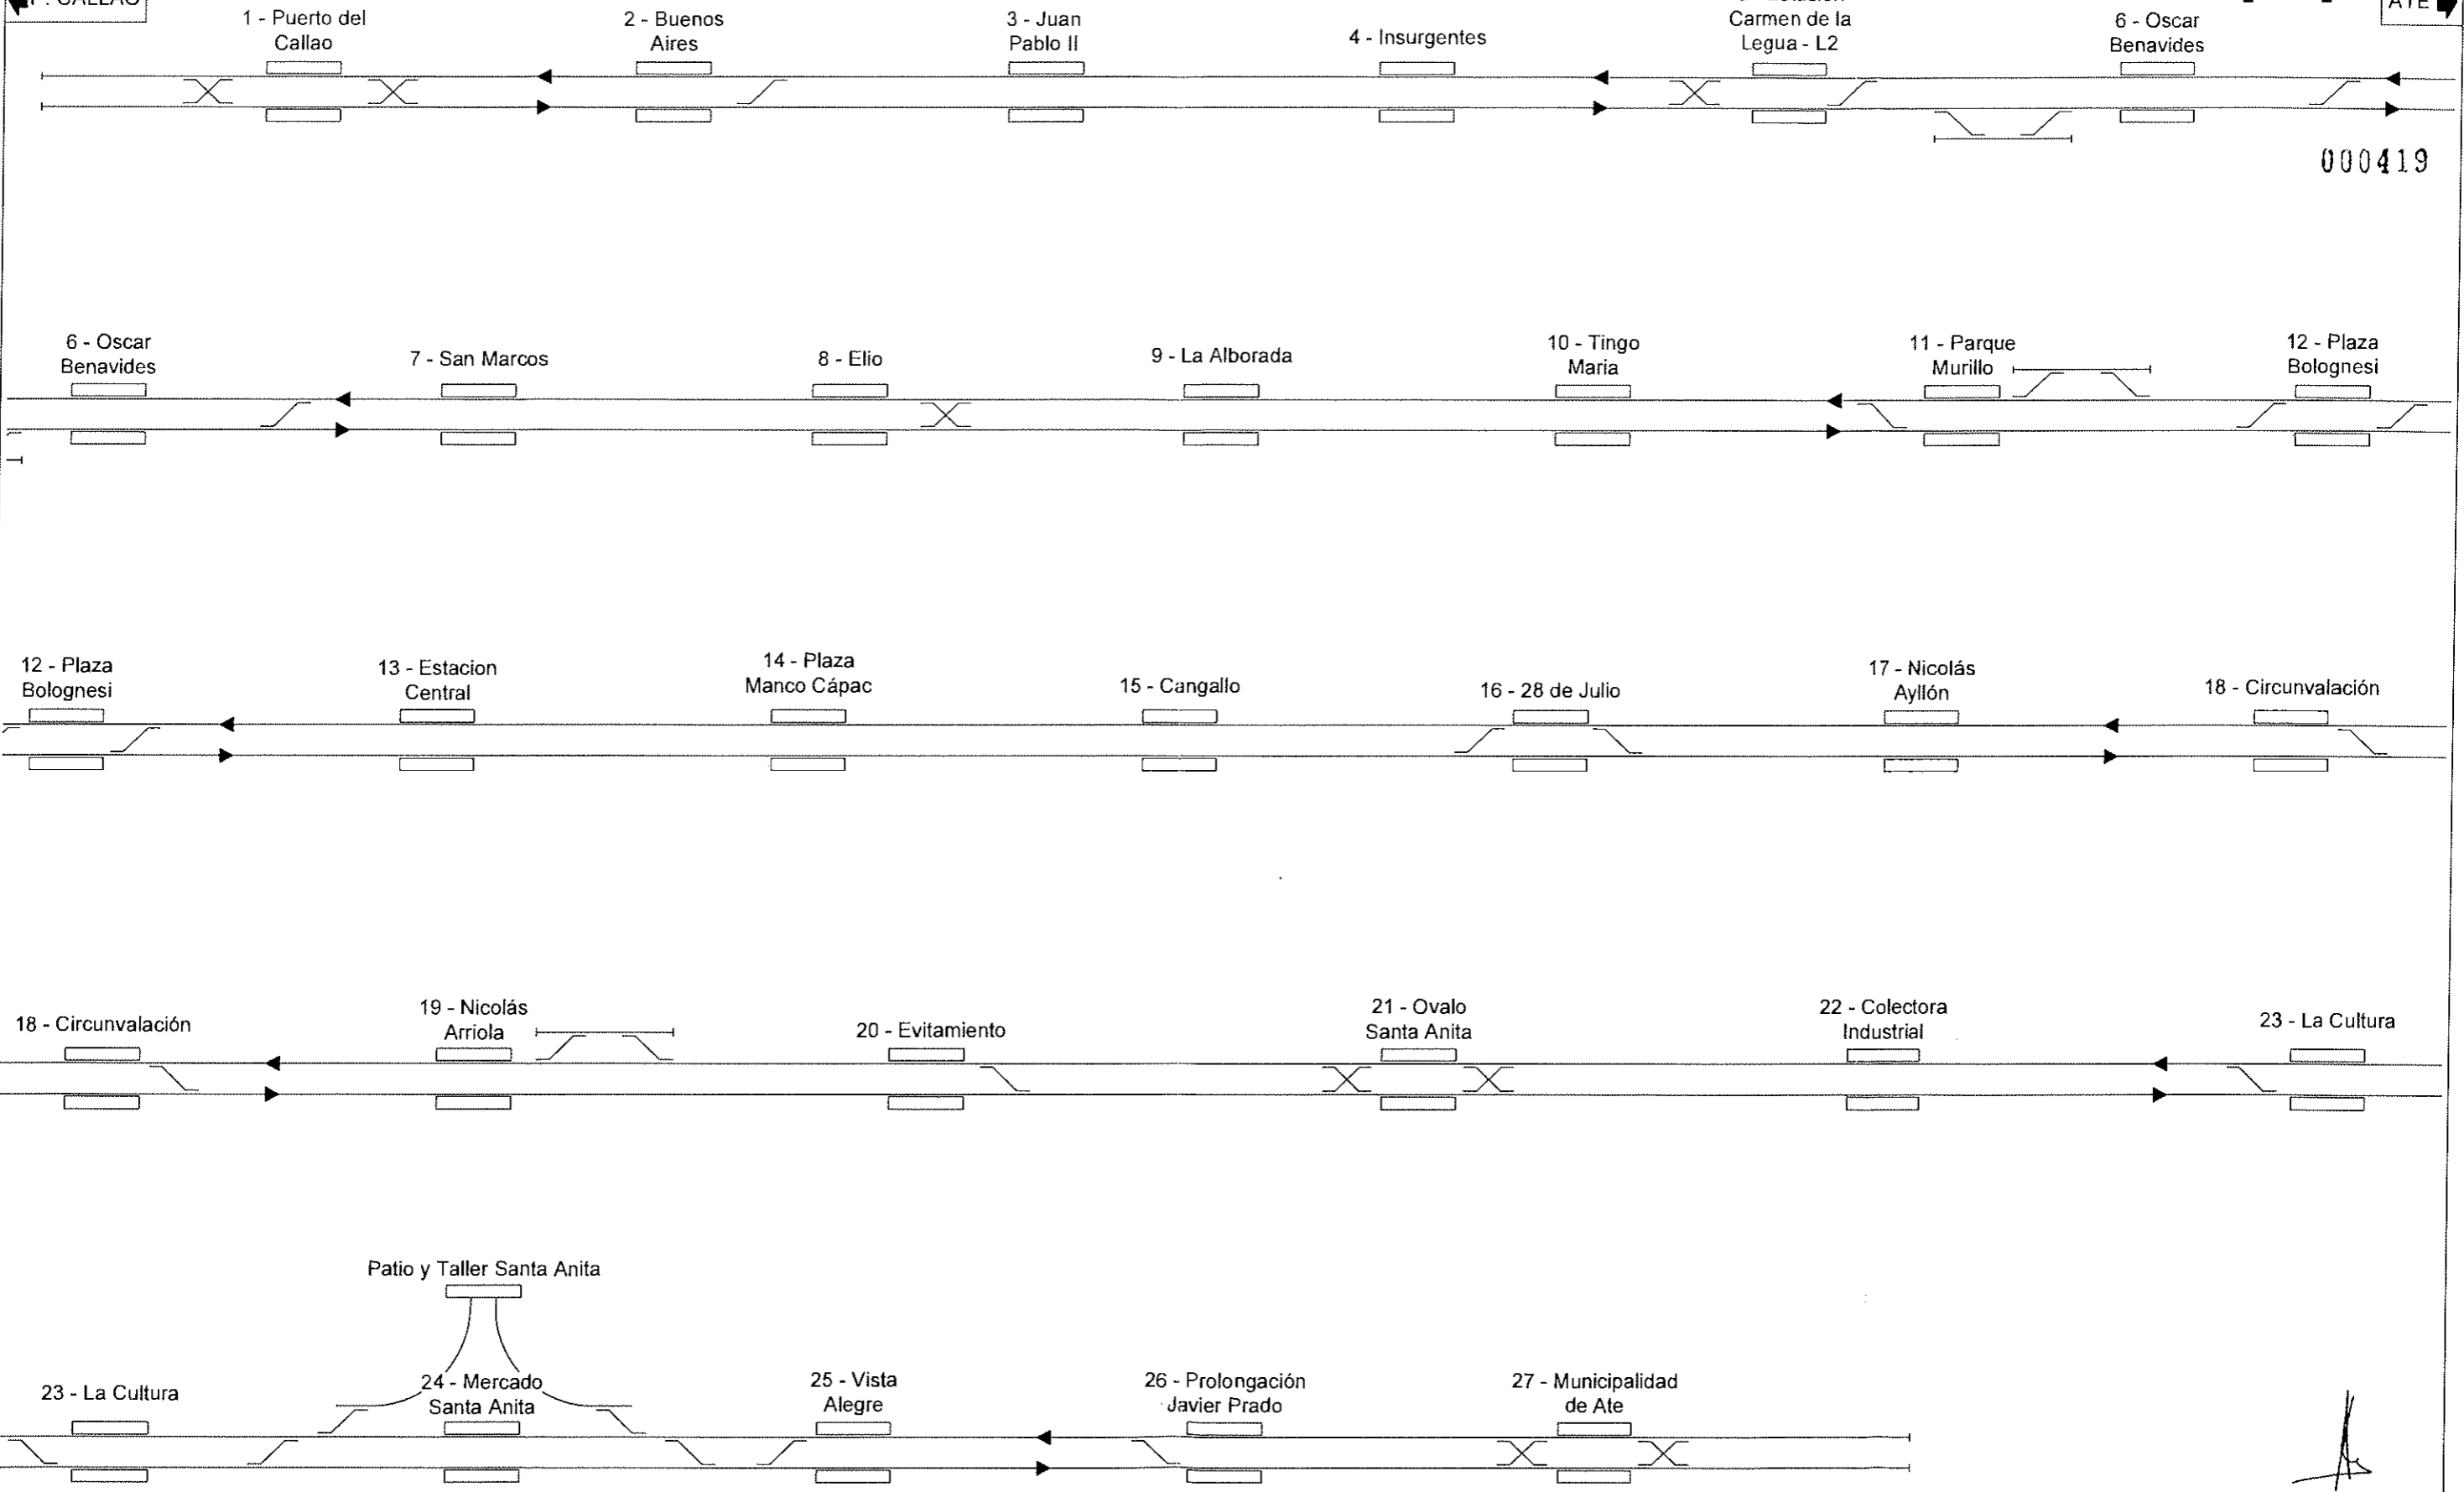 CALLAO
ATE
1 - Puerto del
Callao
2 - Buenos
Aires
3 - Juan
Pablo II
4 - Insurgentes
Carmen de la
Legua - L2
6 - Oscar
Benavides
000419
6 - Oscar
Benavides
7 - San Marcos
8 - Elio
9 - La Alborada
10 - Tingo
Maria
11 - Parque
Murillo
12 - Plaza
Bolognesi
12 - Plaza
Bolognesi
13 - Estacion
Central
14 - Plaza
Manco Cápac
15 - Cangallo
16 - 28 de Julio
17 - Nicolás
Ayllón
18 - Circunvalación
18 - Circunvalación
19 - Nicolás
Arriola
20 - Evitamiento
21 - Ovalo
Santa Anita
22 - Colectora
Industrial
23 - La Cultura
Patio y Taller Santa Anita
23 - La Cultura
24 - Mercado
Santa Anita
25 - Vista
Alegre
26 - Prolongación
Javier Prado
27 - Municipalidad
de Ate